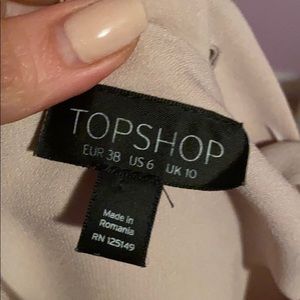 TOPSHOP
EUR 38 US 6 UK 10
Made in
Romania
RN 125149